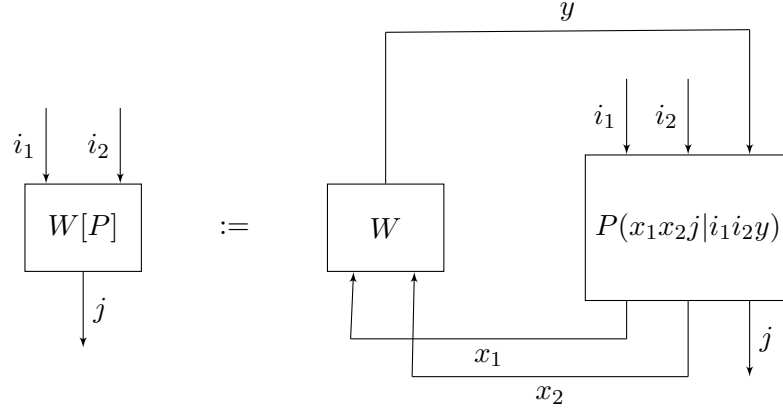 y
i₁ i₂
i₁ i₂
W[P] := W P(x₁x₂j|i₁i₂y)
j
j
x₁
x₂